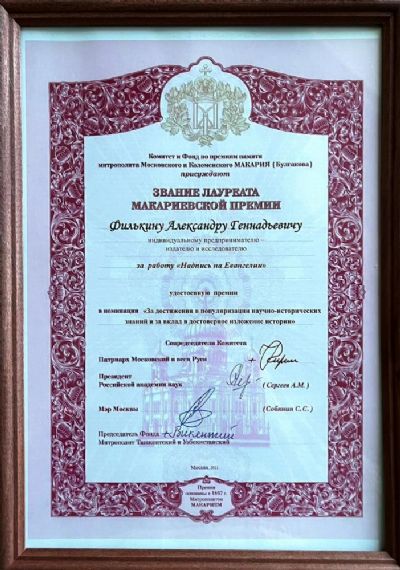 Комитет и Фонд по премиям памяти
митрополита Московского и Коломенского МАКАРИЯ (Булгакова)
присуждают
ЗВАНИЕ ЛАУРЕАТА
МАКАРИЕВСКОЙ ПРЕМИИ
Филькину Александру Геннадьевичу
индивидуальному предпринимателю –
издателю и исследователю
за работу «Надпись на Евангелии»
удостоенную премии
в номинации «За достижения в популяризации научно-исторических
знаний и за вклад в достоверное изложение истории»
Сопредседатели Комитета
Патриарх Московский и всея Руси
Президент
Российской академии наук (Сергеев А.М.)
Мэр Москвы (Собянин С.С.)
Председатель Фонда + Викентий
Митрополит Ташкентский и Узбекистанский
Москва,
Премия
основана в 1867 г.
Митрополитом
МАКАРИЕМ